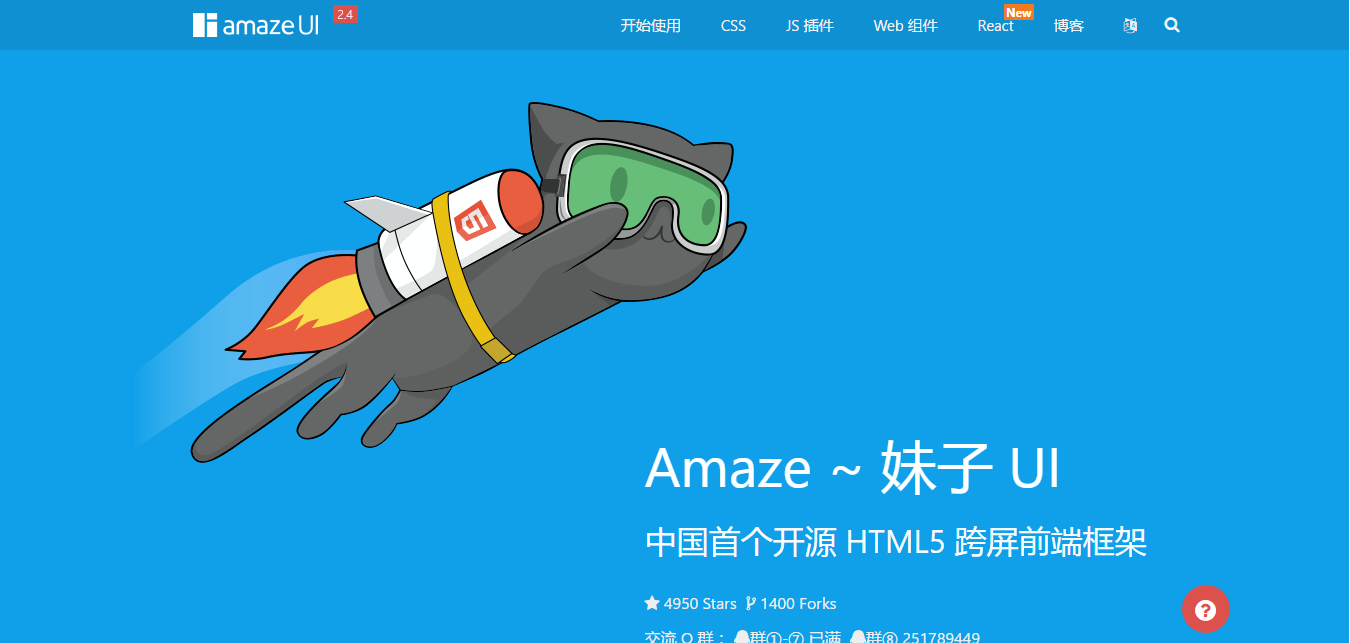 amaze UI 2.4 开始使用 CSS JS 插件 Web 组件 React New 博客
Amaze ~ 妹子 UI
中国首个开源 HTML5 跨屏前端框架
4950 Stars 1400 Forks
交流 Q 群： 群①-⑦ 已满 群⑧ 251789449